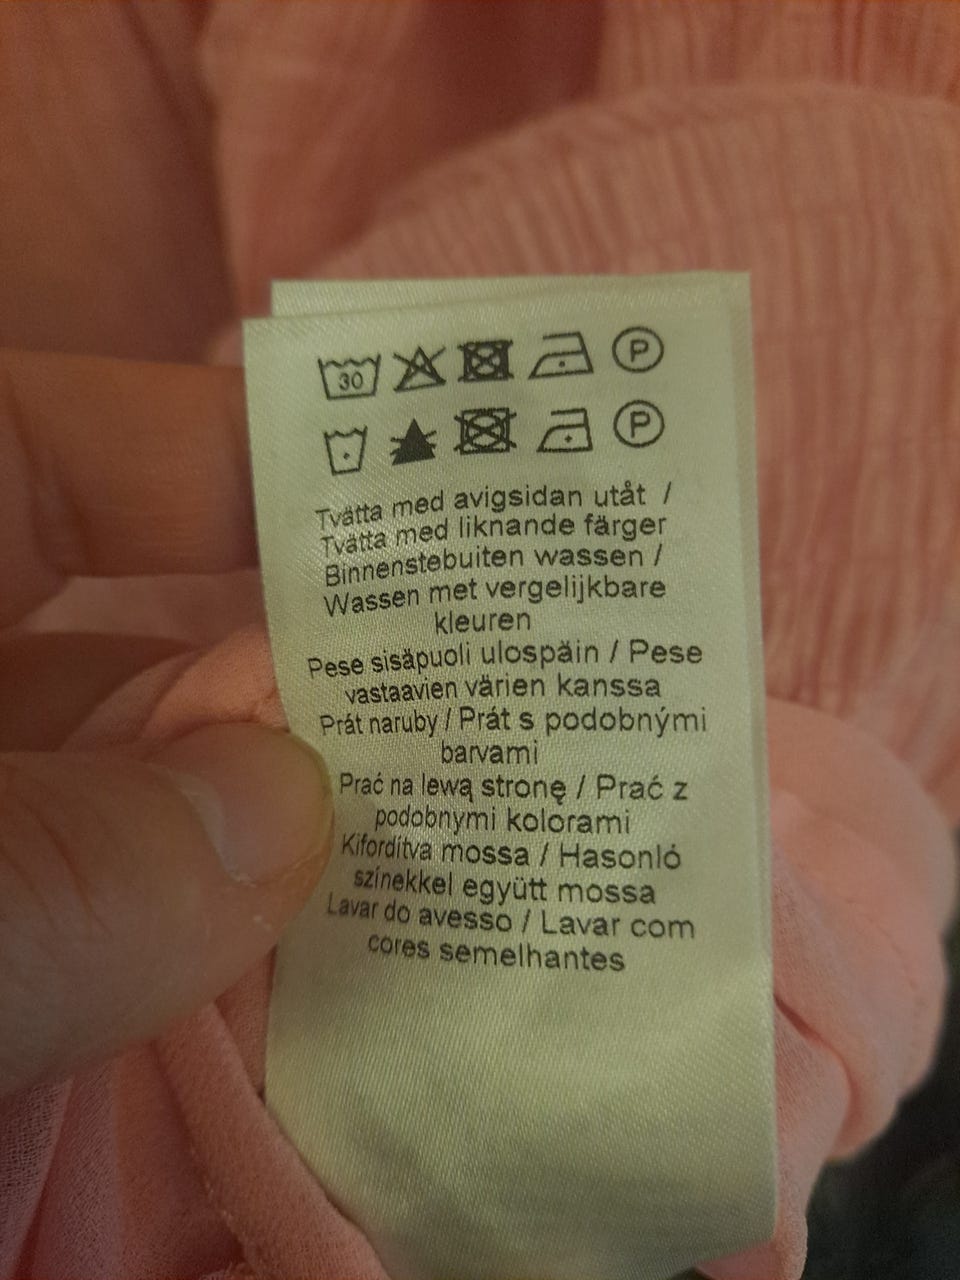 30 P
P
Tvätta med avigsidan utåt /
Tvätta med liknande färger
Binnenstebuiten wassen /
Wassen met vergelijkbare
kleuren
Pese sisäpuoli ulospäin / Pese
vastaavien värien kanssa
Prát naruby / Prát s podobnými
barvami
Prać na lewą stronę / Prać z
podobnymi kolorami
Kifordítva mossa / Hasonló
színekkel együtt mossa
Lavar do avesso / Lavar com
cores semelhantes